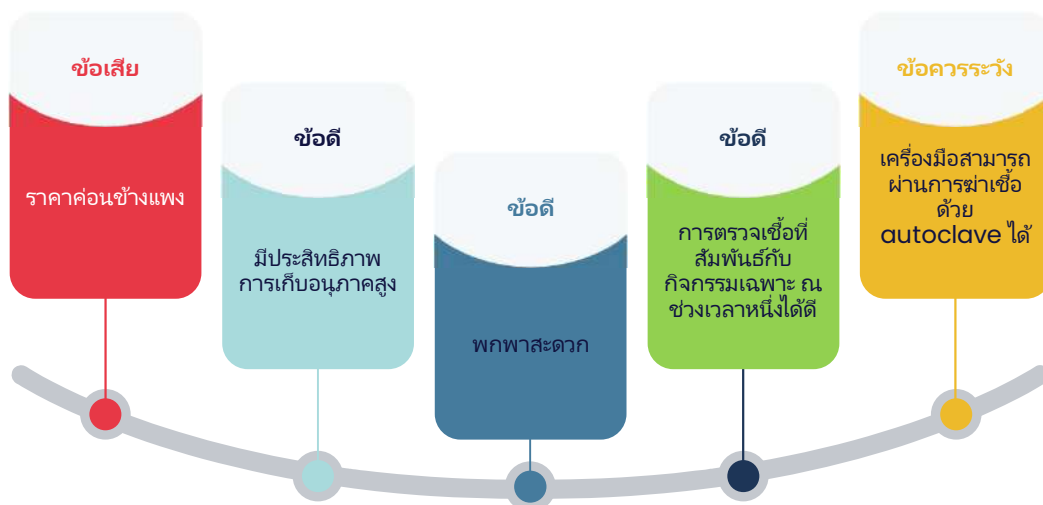 ข้อเสีย
ราคาค่อนข้างแพง
ข้อดี
มีประสิทธิภาพ
การเก็บอนุภาคสูง
ข้อดี
พกพาสะดวก
ข้อดี
การตรวจเชื้อที่
สัมพันธ์กับ
กิจกรรมเฉพาะ ณ
ช่วงเวลาหนึ่งได้ดี
ข้อควรระวัง
เครื่องมือสามารถ
ผ่านการฆ่าเชื้อ
ด้วย
autoclave ได้